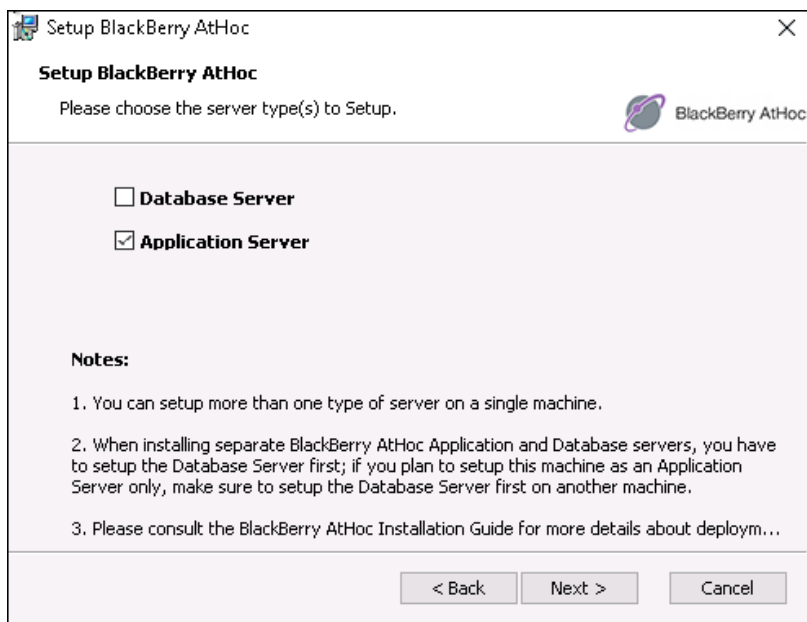 Setup BlackBerry AtHoc
Setup BlackBerry AtHoc
Please choose the server type(s) to Setup.
BlackBerry AtHoc
Database Server
Application Server
Notes:
1. You can setup more than one type of server on a single machine.
2. When installing separate BlackBerry AtHoc Application and Database servers, you have
to setup the Database Server first; if you plan to setup this machine as an Application
Server only, make sure to setup the Database Server first on another machine.
3. Please consult the BlackBerry AtHoc Installation Guide for more details about deploym...
< Back
Next >
Cancel